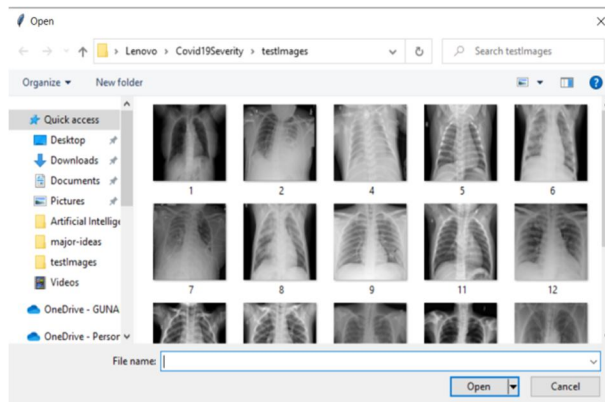 Open
Lenovo > Covid19Severity > testImages
Search testImages
Organize
New folder
Quick access
Desktop
Downloads
Documents
Pictures
Artificial Intellige
major-ideas
testImages
Videos
OneDrive - GUNA
OneDrive - Person
1 2 4 5 6
7 8 9 11 12
File name:
Open Cancel